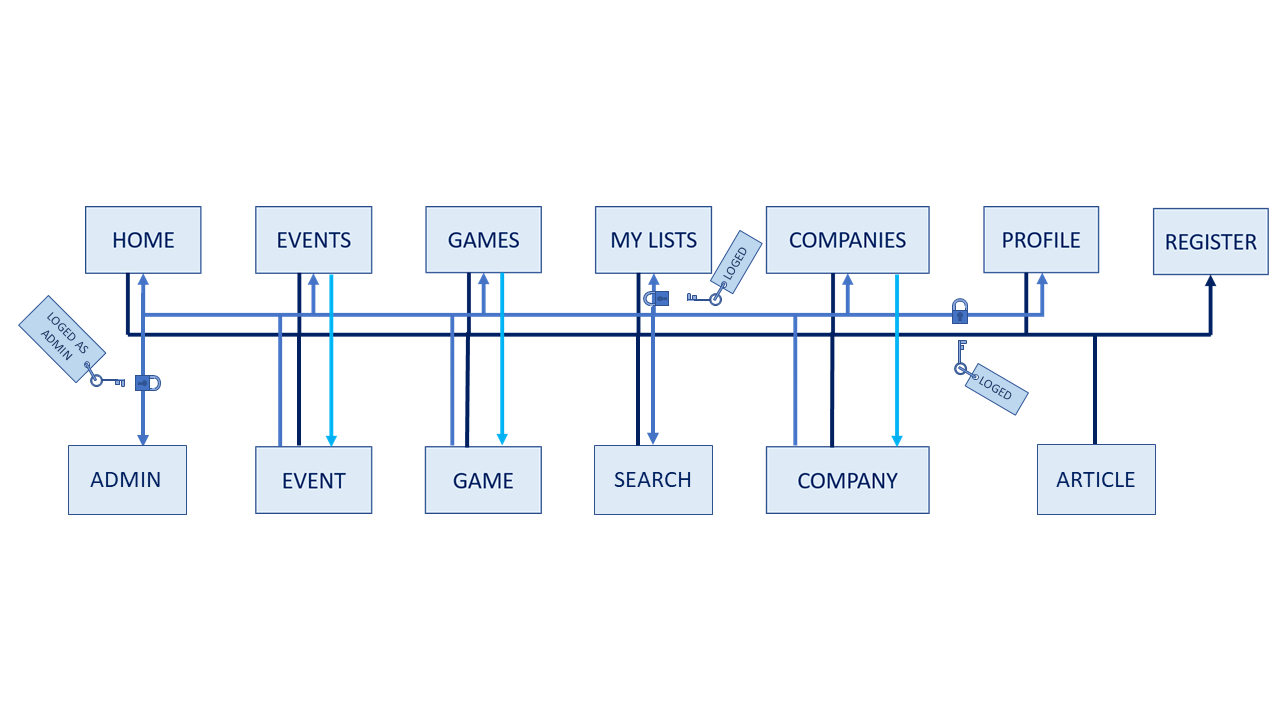 HOME
EVENTS
GAMES
MY LISTS
COMPANIES
PROFILE
REGISTER
LOGED
LOGED AS
ADMIN
LOGED
ADMIN
EVENT
GAME
SEARCH
COMPANY
ARTICLE